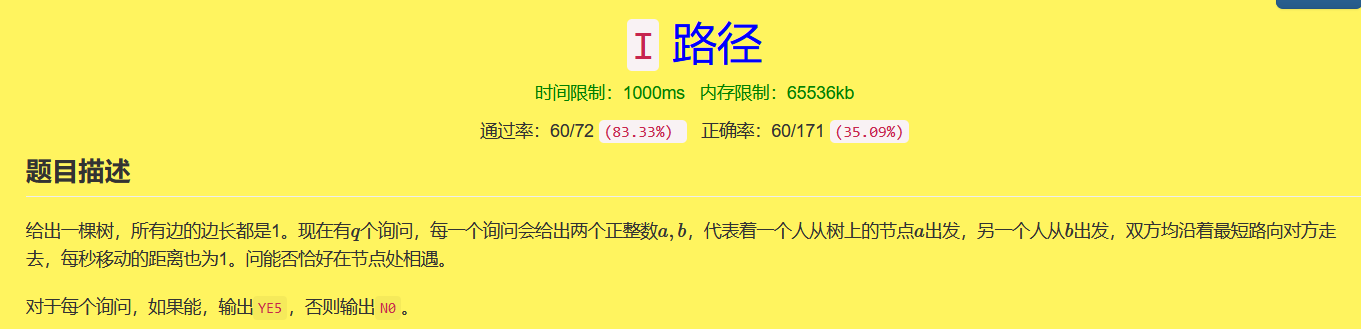 I 路径
时间限制：1000ms 内存限制：65536kb
通过率：60/72 (83.33%) 正确率：60/171 (35.09%)
题目描述
给出一棵树，所有边的边长都是1。现在有q个询问，每一个询问会给出两个正整数a, b，代表着一个人从树上的节点a出发，另一个人从b出发，双方均沿着最短路向对方走
去，每秒移动的距离也为1。问能否恰好在节点处相遇。
对于每个询问，如果能，输出 YE5 ，否则输出 N0 。